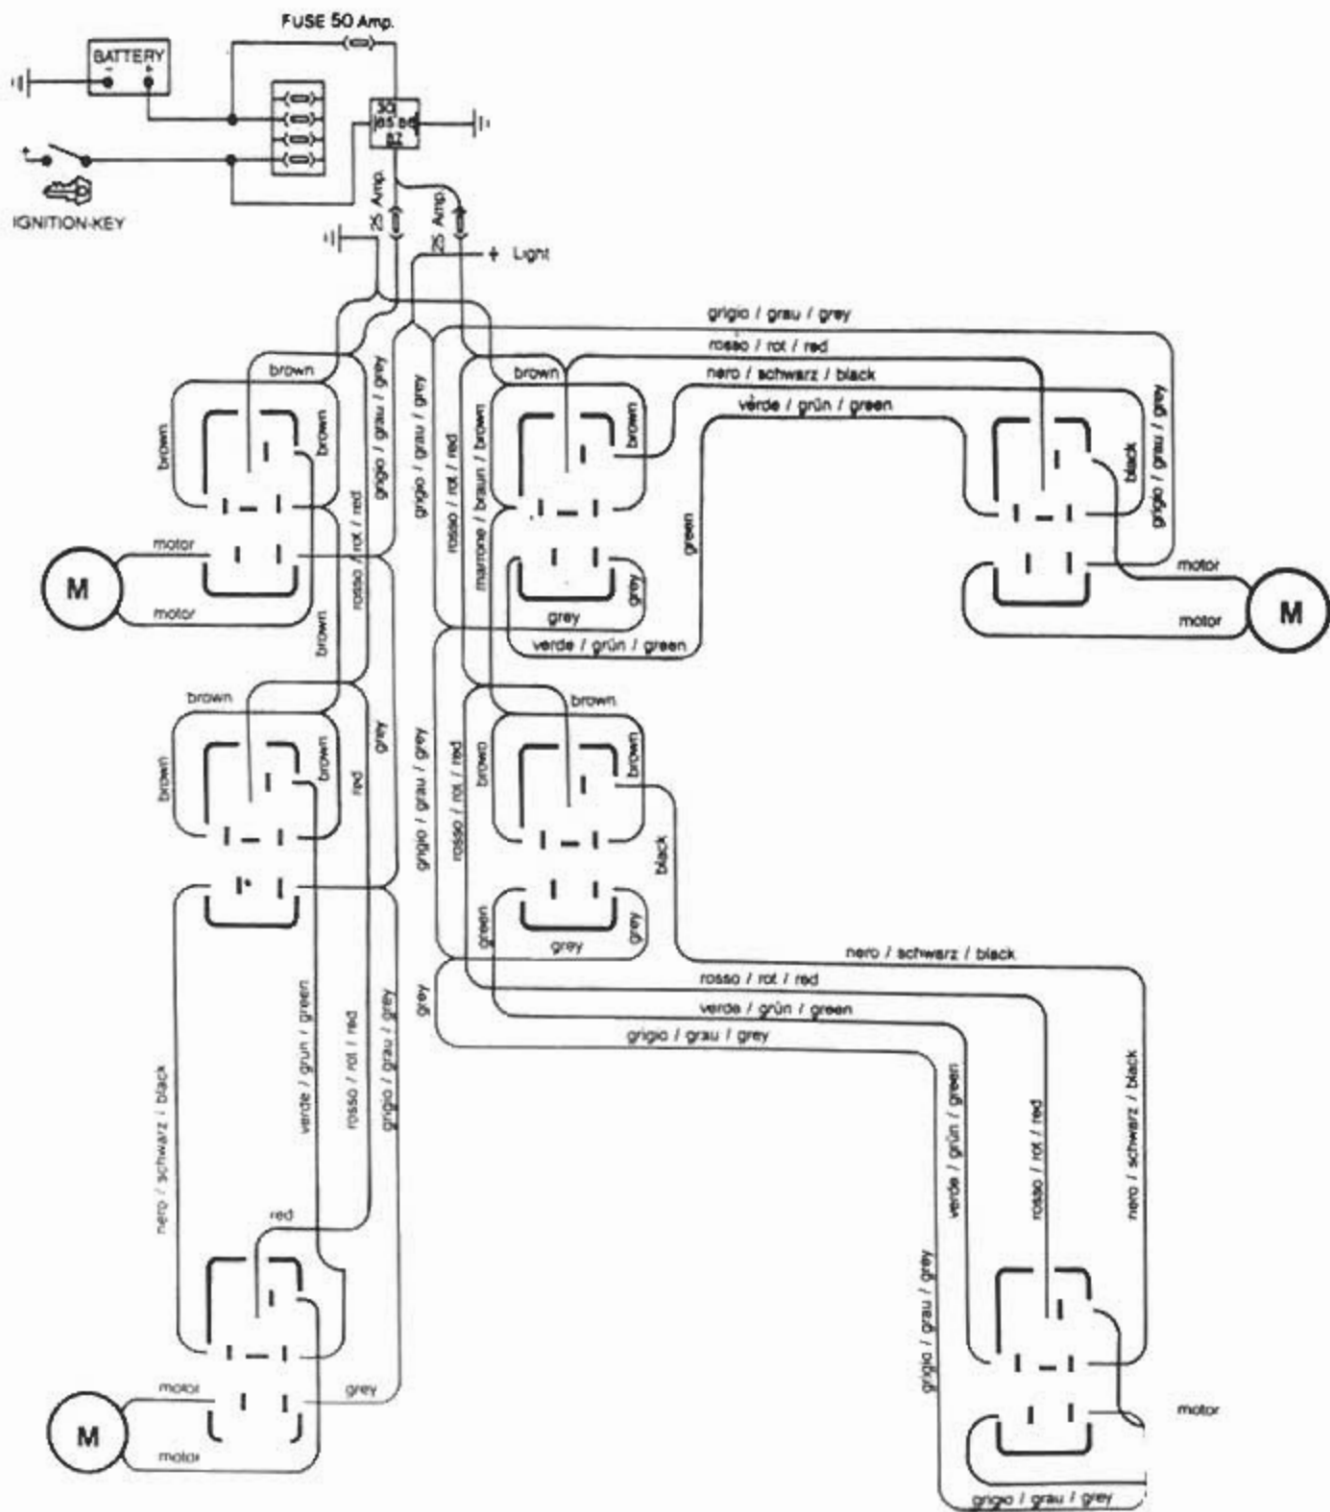 FUSE 50 Amp.
BATTERY
- +
30
85 86
87
+
IGNITION-KEY
25 Amp.
25 Amp.
+ Light
grigio / grau / grey
rosso / rot / red
nero / schwarz / black
verde / grün / green
brown
brown
brown
brown
brown
grigio / grau / grey
grigio / grau / grey
rosso / rot / red
marrone / braun / brown
black
grigio / grau / grey
rosso / rot / red
green
motor
M
motor
grey
grey
verde / grün / green
motor
M
motor
brown
brown
brown
brown
brown
red
grey
grigio / grau / grey
rosso / rot / red
brown
brown
brown
black
green
grey
grey
nero / schwarz / black
rosso / rot / red
verde / grün / green
grigio / grau / grey
grey
nero / schwarz / black
verde / grun / green
rosso / rot / red
grigio / grau / grey
verde / grün / green
rosso / rot / red
nero / schwarz / black
red
grigio / grau / grey
motor
M
motor
grey
motor
grigio / grau / grey